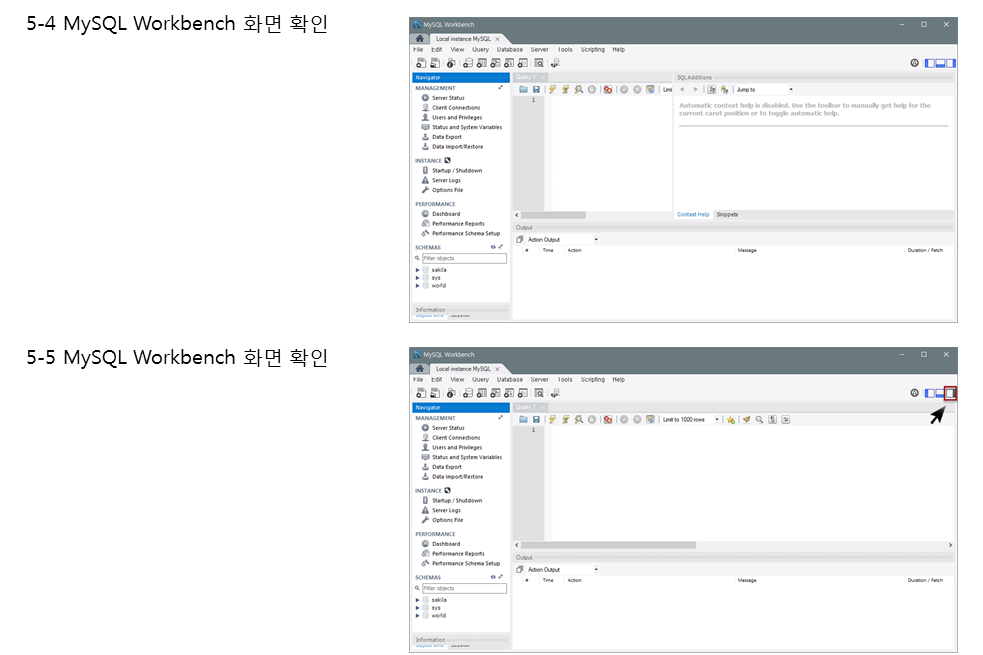 5-4 MySQL Workbench 화면 확인
MySQL Workbench
Local instance MySQL
File Edit View Query Database Server Tools Scripting Help
Navigator
MANAGEMENT
Server Status
Client Connections
Users and Privileges
Status and System Variables
Data Export
Data Import/Restore
INSTANCE
Startup / Shutdown
Server Logs
Options File
PERFORMANCE
Dashboard
Performance Reports
Performance Schema Setup
SCHEMAS
Filter objects
sakila
sys
world
Information
Query 1
Limi
1
SQLAdditions
Jump to
Automatic context help is disabled. Use the toolbar to manually get help for the
current caret position or to toggle automatic help.
Context Help Snippets
Output
Action Output
# Time Action Message Duration / Fetch
5-5 MySQL Workbench 화면 확인
MySQL Workbench
Local instance MySQL
File Edit View Query Database Server Tools Scripting Help
Navigator
MANAGEMENT
Server Status
Client Connections
Users and Privileges
Status and System Variables
Data Export
Data Import/Restore
INSTANCE
Startup / Shutdown
Server Logs
Options File
PERFORMANCE
Dashboard
Performance Reports
Performance Schema Setup
SCHEMAS
Filter objects
sakila
sys
world
Information
Query 1
Limit to 1000 rows
1
Output
Action Output
# Time Action Message Duration / Fetch